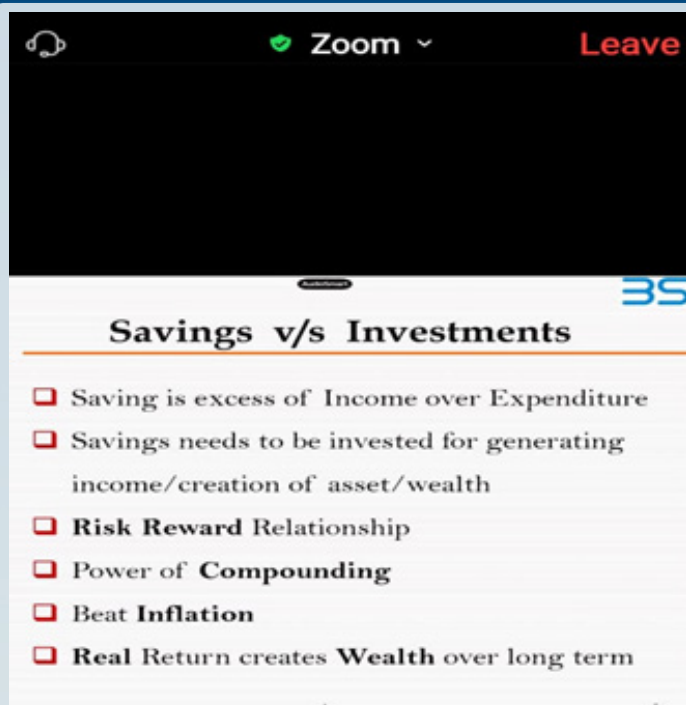 Zoom
Leave
Savings v/s Investments
Saving is excess of Income over Expenditure
Savings needs to be invested for generating
income/creation of asset/wealth
Risk Reward Relationship
Power of Compounding
Beat Inflation
Real Return creates Wealth over long term